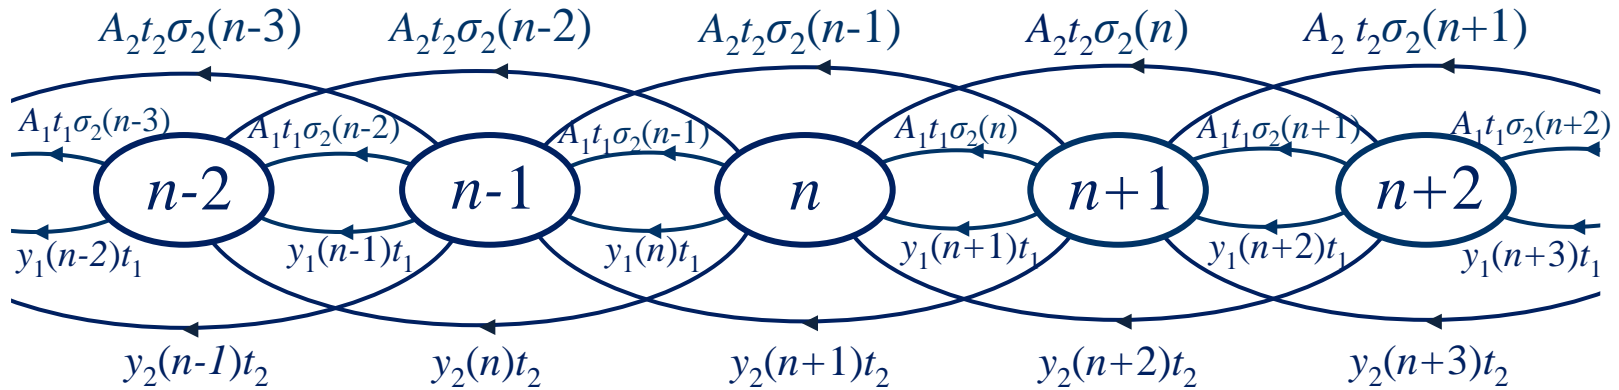 A₂t₂σ₂(n-3) A₂t₂σ₂(n-2) A₂t₂σ₂(n-1) A₂t₂σ₂(n) A₂ t₂σ₂(n+1)
A₁t₁σ₂(n-3) A₁t₁σ₂(n-2) A₁t₁σ₂(n-1) A₁t₁σ₂(n) A₁t₁σ₂(n+1) A₁t₁σ₂(n+2)
n-2 n-1 n n+1 n+2
y₁(n-2)t₁ y₁(n-1)t₁ y₁(n)t₁ y₁(n+1)t₁ y₁(n+2)t₁ y₁(n+3)t₁
y₂(n-1)t₂ y₂(n)t₂ y₂(n+1)t₂ y₂(n+2)t₂ y₂(n+3)t₂